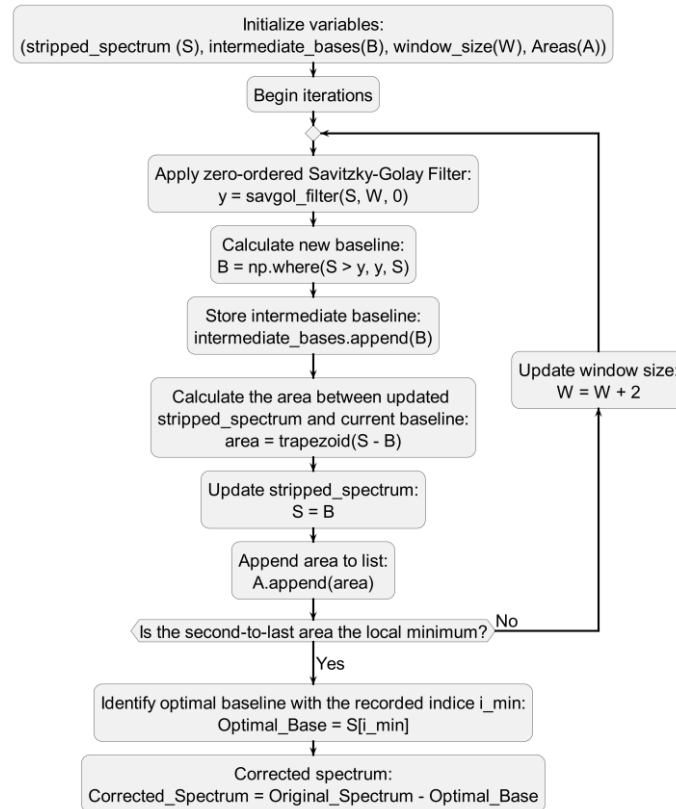 Initialize variables:
(stripped_spectrum (S), intermediate_bases(B), window_size(W), Areas(A))
Begin iterations
Apply zero-ordered Savitzky-Golay Filter:
y = savgol_filter(S, W, 0)
Calculate new baseline:
B = np.where(S > y, y, S)
Store intermediate baseline:
intermediate_bases.append(B)
Calculate the area between updated
stripped_spectrum and current baseline:
area = trapezoid(S - B)
Update stripped_spectrum:
S = B
Append area to list:
A.append(area)
Is the second-to-last area the local minimum?
No
Update window size:
W = W + 2
Yes
Identify optimal baseline with the recorded indice i_min:
Optimal_Base = S[i_min]
Corrected spectrum:
Corrected_Spectrum = Original_Spectrum - Optimal_Base